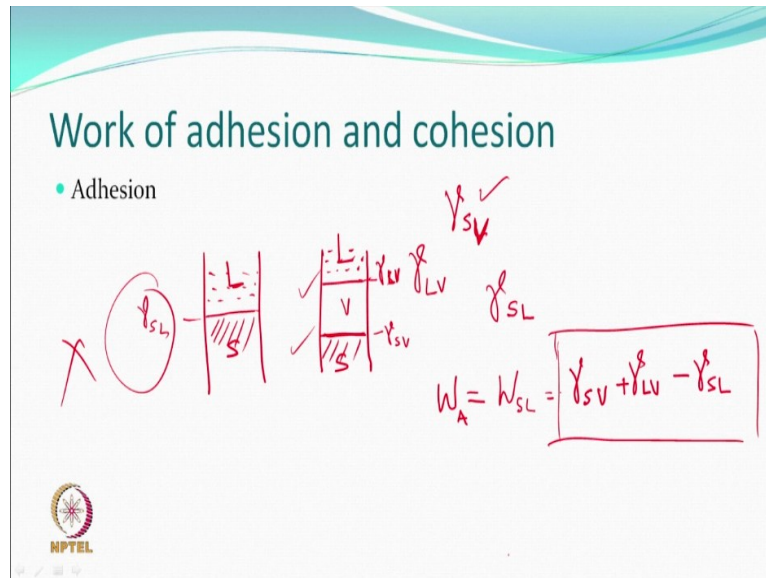 Work of adhesion and cohesion
• Adhesion
γSV ✓
γSL
L
S
L
V
S
γLV
γLV
γSV
γSL
WA = WSL = γSV + γLV - γSL
NPTEL